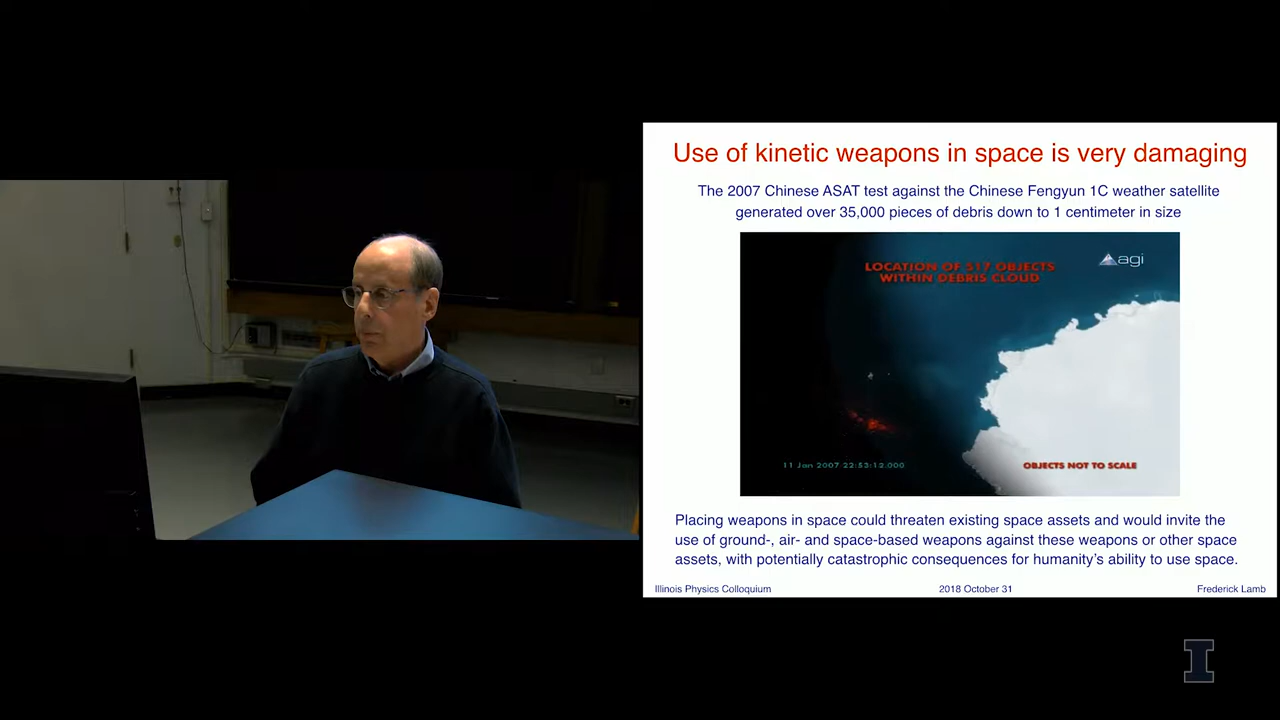 Use of kinetic weapons in space is very damaging
The 2007 Chinese ASAT test against the Chinese Fengyun 1C weather satellite
generated over 35,000 pieces of debris down to 1 centimeter in size
LOCATION OF 517 OBJECTS
WITHIN DEBRIS CLOUD
agi
11 Jan 2007 22:53:12.000
OBJECTS NOT TO SCALE
Placing weapons in space could threaten existing space assets and would invite the
use of ground-, air- and space-based weapons against these weapons or other space
assets, with potentially catastrophic consequences for humanity's ability to use space.
Illinois Physics Colloquium
2018 October 31
Frederick Lamb
I